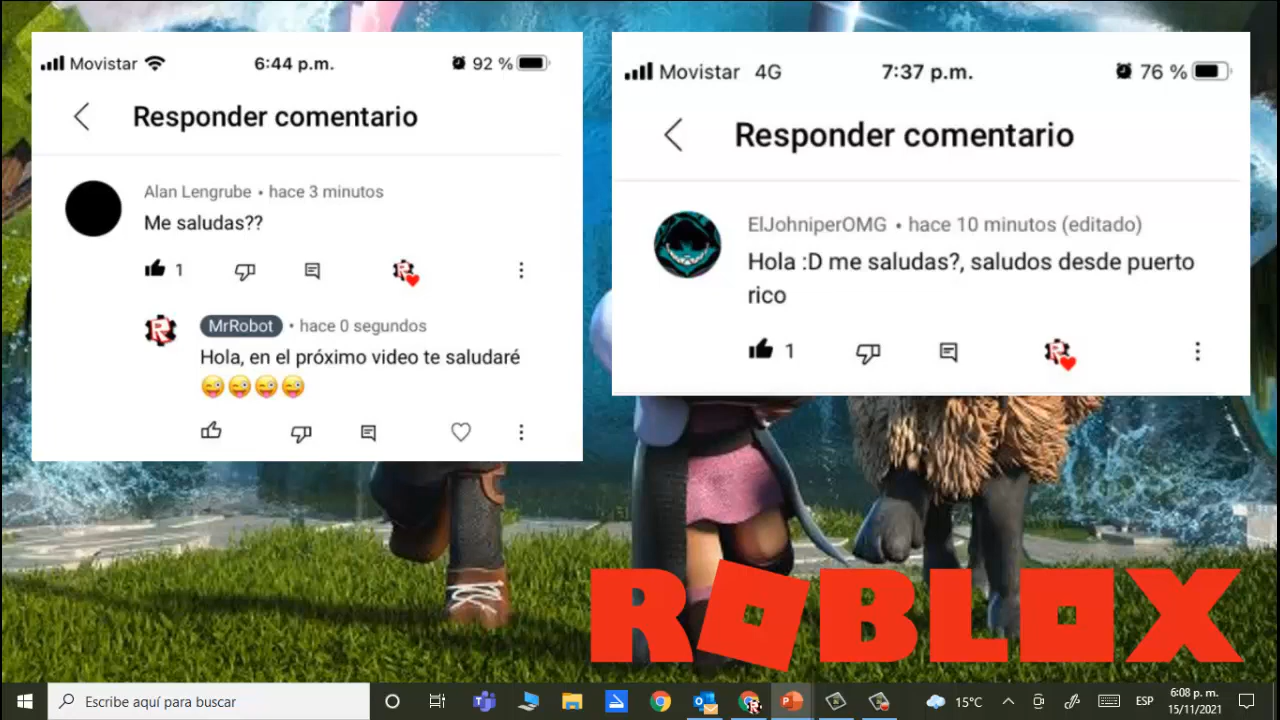 Movistar 6:44 p.m. 92 %
Responder comentario
Alan Lengrube • hace 3 minutos
Me saludas??
1
MrRobot • hace 0 segundos
Hola, en el próximo video te saludaré
😜😜😜😜
Movistar 4G 7:37 p.m. 76 %
Responder comentario
ElJohniperOMG • hace 10 minutos (editado)
Hola :D me saludas?, saludos desde puerto
rico
1
ROBLOX
Escribe aquí para buscar
15°C
ESP
6:08 p. m.
15/11/2021